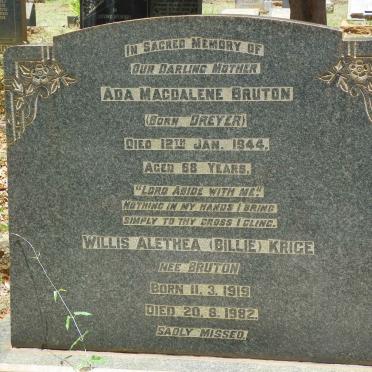 In Sacred Memory of
Our Darling Mother
Ada Magdalene Bruton
(Born Dreyer)
Died 12th Jan. 1944.
Aged 68 Years.
"Lord Abide with me"
Nothing in my hands I bring
Simply to Thy cross I cling.
Willis Alethea (Billie) Krige
Nee Bruton
Born 11. 3. 1919
Died 20. 8. 1982.
Sadly Missed.